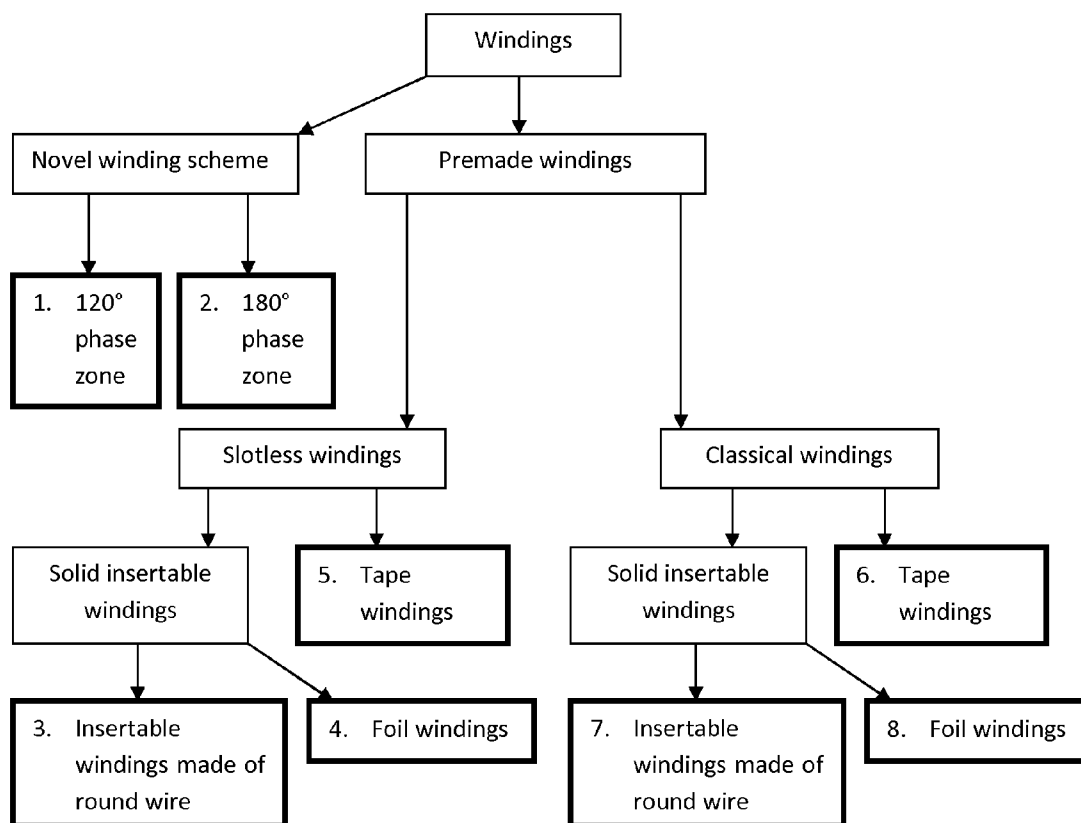 Windings
Novel winding scheme
Premade windings
1. 120°
phase
zone
2. 180°
phase
zone
Slotless windings
Classical windings
Solid insertable
windings
5. Tape
windings
Solid insertable
windings
6. Tape
windings
3. Insertable
windings made of
round wire
4. Foil windings
7. Insertable
windings made of
round wire
8. Foil windings